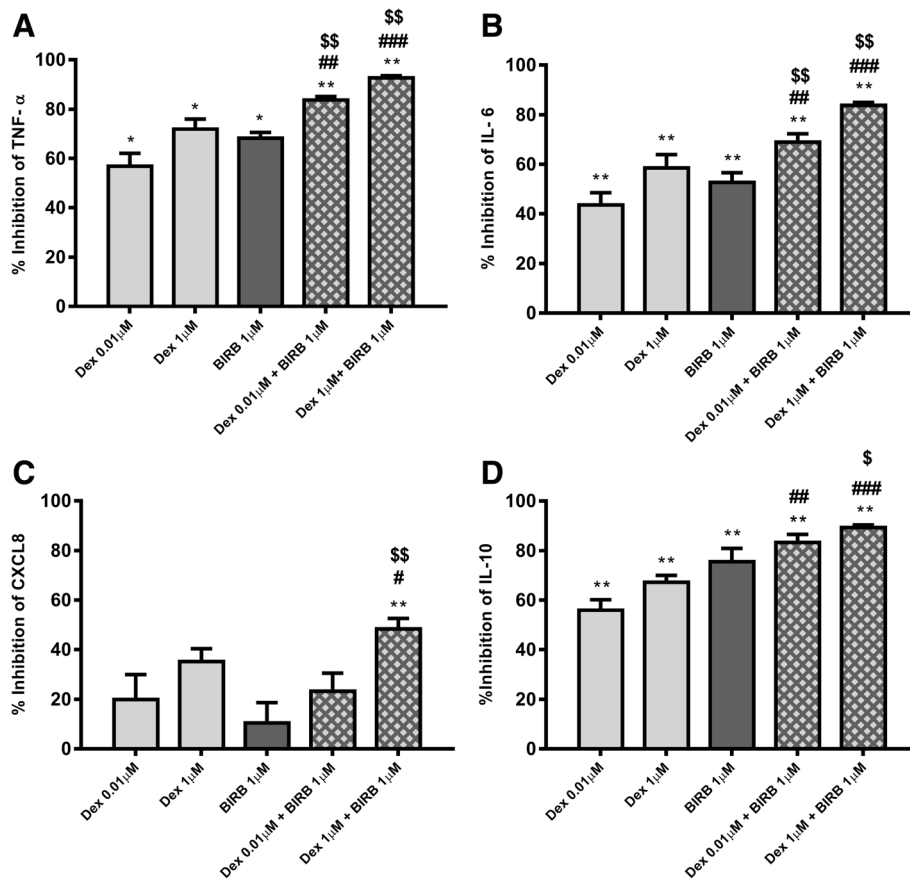 A
% Inhibition of TNF- α
100
80
60
40
20
0
*
*
*
$$
##
**
$$
###
**
Dex 0.01μM
Dex 1μM
BIRB 1μM
Dex 0.01μM + BIRB 1μM
Dex 1μM+ BIRB 1μM
B
% Inhibition of IL- 6
100
80
60
40
20
0
**
**
**
$$
##
**
$$
###
**
Dex 0.01μM
Dex 1μM
BIRB 1μM
Dex 0.01μM + BIRB 1μM
Dex 1μM + BIRB 1μM
C
% Inhibition of CXCL8
100
80
60
40
20
0
$$
#
**
Dex 0.01μM
Dex 1μM
BIRB 1μM
Dex 0.01μM + BIRB 1μM
Dex 1μM + BIRB 1μM
D
%Inhibition of IL-10
100
80
60
40
20
0
**
**
**
##
**
$
###
**
Dex 0.01μM
Dex 1μM
BIRB 1μM
Dex 0.01μM + BIRB 1μM
Dex 1μM + BIRB 1μM